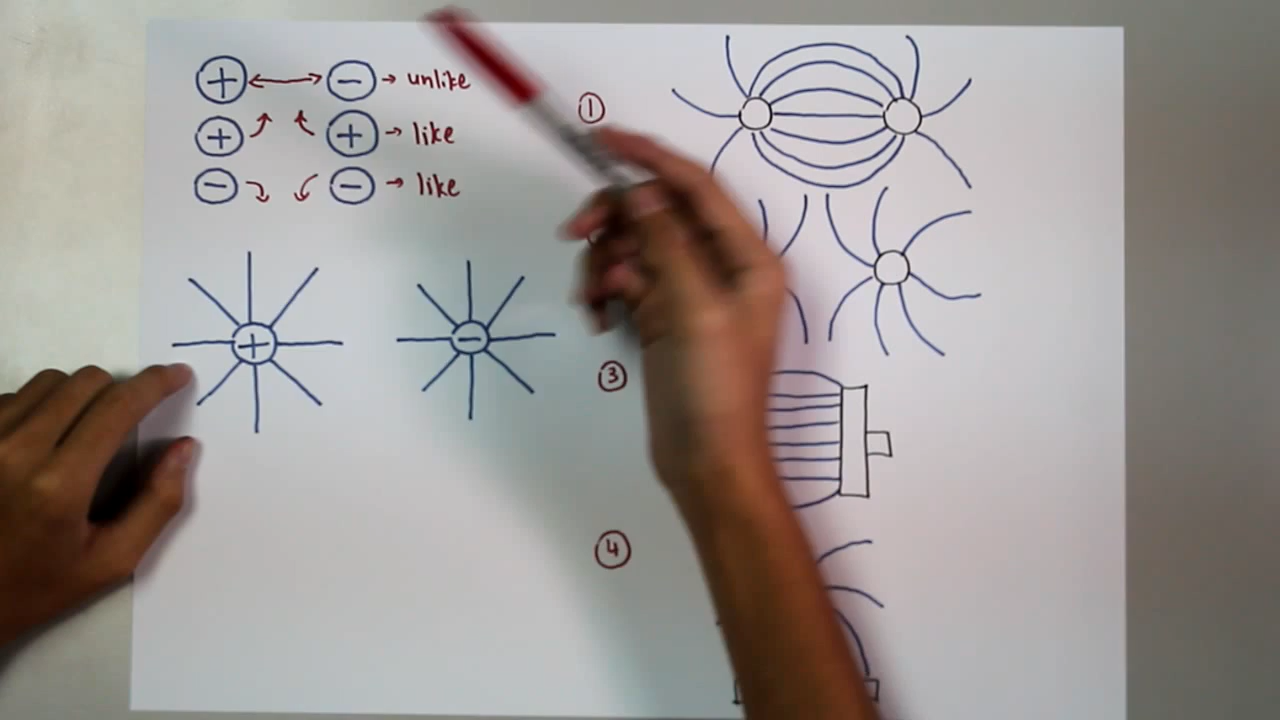 + ↔ − → unlike
+ + → like
− − → like
①
+ −
③
④